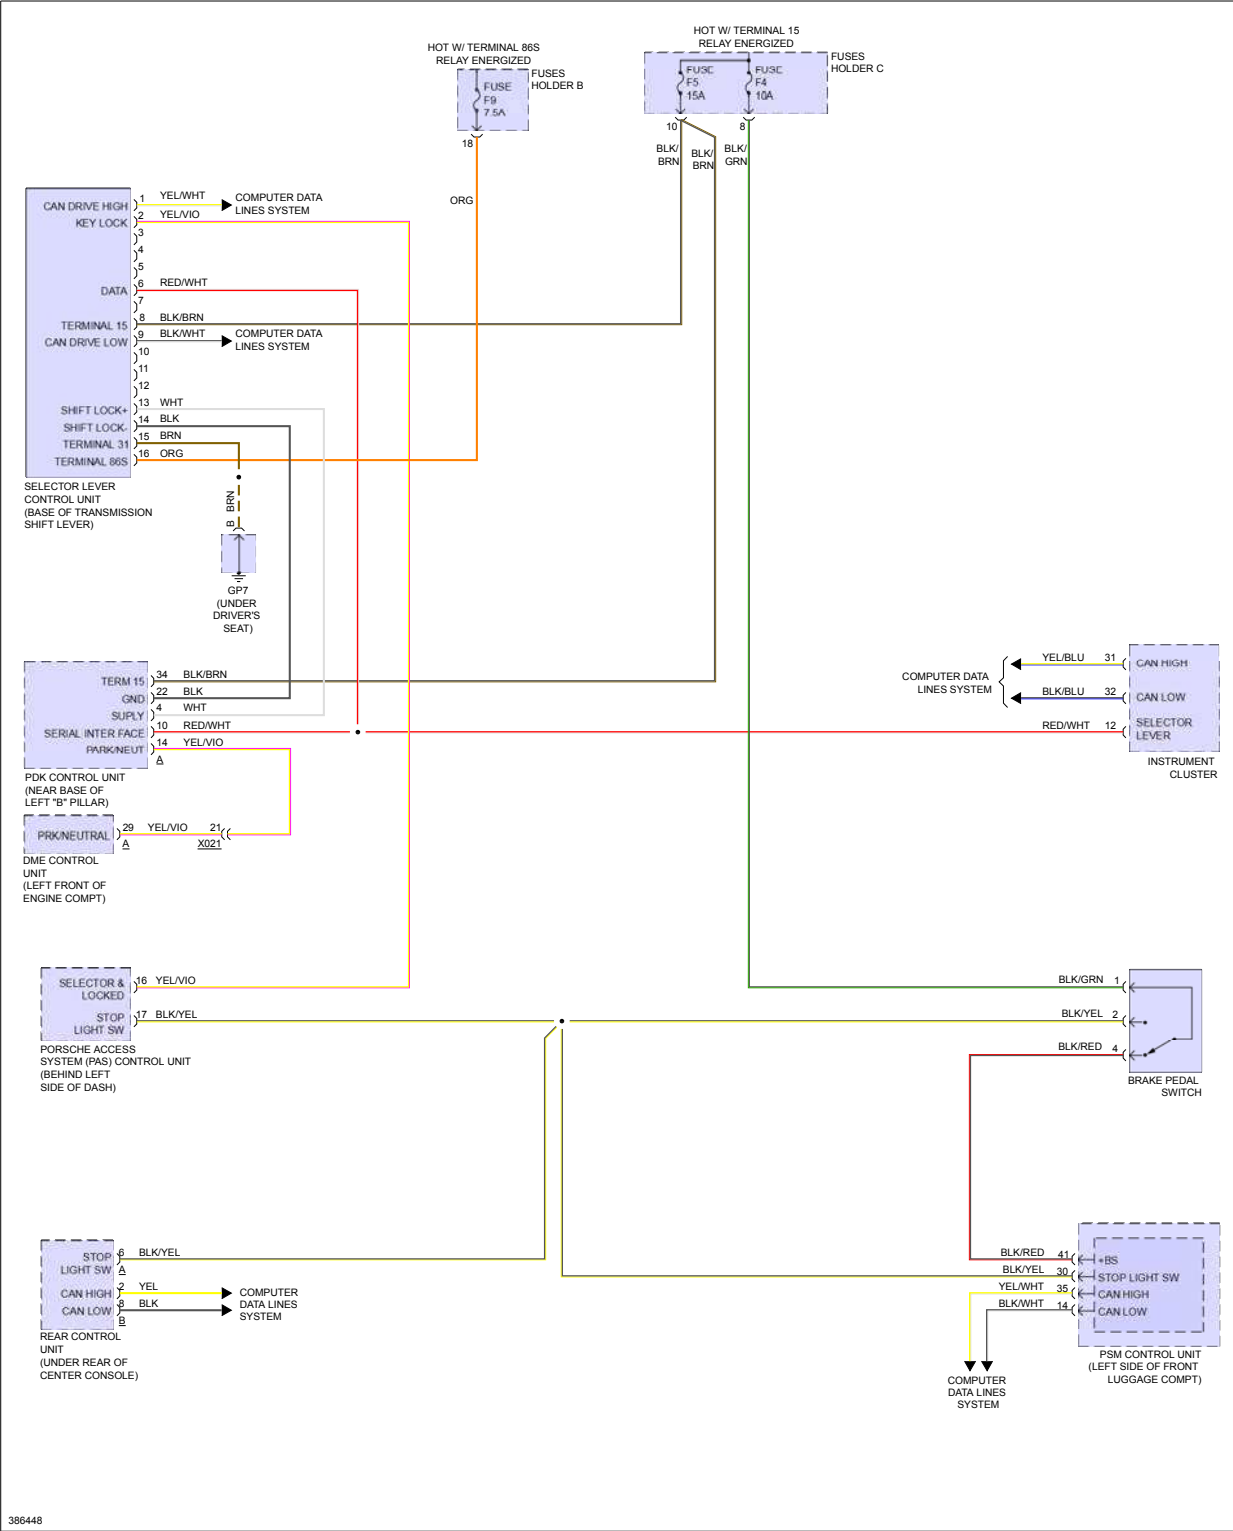 HOT W/ TERMINAL 86S
RELAY ENERGIZED
FUSES
HOLDER B
FUSE
F9
7.5A
18
ORG
HOT W/ TERMINAL 15
RELAY ENERGIZED
FUSES
HOLDER C
FUSE
F5
15A
FUSE
F4
10A
10
8
BLK/
BRN
BLK/
BRN
BLK/
GRN
CAN DRIVE HIGH
1
YEL/WHT
COMPUTER DATA
LINES SYSTEM
KEY LOCK
2
YEL/VIO
3
4
5
DATA
6
RED/WHT
7
TERMINAL 15
8
BLK/BRN
CAN DRIVE LOW
9
BLK/WHT
COMPUTER DATA
LINES SYSTEM
10
11
12
SHIFT LOCK+
13
WHT
SHIFT LOCK-
14
BLK
TERMINAL 31
15
BRN
TERMINAL 86S
16
ORG
SELECTOR LEVER
CONTROL UNIT
(BASE OF TRANSMISSION
SHIFT LEVER)
B
BRN
GP7
(UNDER
DRIVER'S
SEAT)
TERM 15
34
BLK/BRN
GND
22
BLK
SUPLY
4
WHT
SERIAL INTER FACE
10
RED/WHT
PARK/NEUT
14
YEL/VIO
A
PDK CONTROL UNIT
(NEAR BASE OF
LEFT "B" PILLAR)
COMPUTER DATA
LINES SYSTEM
YEL/BLU
31
CAN HIGH
BLK/BLU
32
CAN LOW
RED/WHT
12
SELECTOR
LEVER
INSTRUMENT
CLUSTER
PRK/NEUTRAL
29
YEL/VIO
21
A
X021
DME CONTROL
UNIT
(LEFT FRONT OF
ENGINE COMPT)
SELECTOR &
LOCKED
16
YEL/VIO
STOP
LIGHT SW
17
BLK/YEL
PORSCHE ACCESS
SYSTEM (PAS) CONTROL UNIT
(BEHIND LEFT
SIDE OF DASH)
BLK/GRN
1
BLK/YEL
2
BLK/RED
4
BRAKE PEDAL
SWITCH
STOP
LIGHT SW
6
BLK/YEL
A
CAN HIGH
2
YEL
CAN LOW
8
BLK
B
COMPUTER
DATA LINES
SYSTEM
REAR CONTROL
UNIT
(UNDER REAR OF
CENTER CONSOLE)
BLK/RED
41
+BS
BLK/YEL
30
STOP LIGHT SW
YEL/WHT
35
CAN HIGH
BLK/WHT
14
CAN LOW
PSM CONTROL UNIT
(LEFT SIDE OF FRONT
LUGGAGE COMPT)
COMPUTER
DATA LINES
SYSTEM
386448